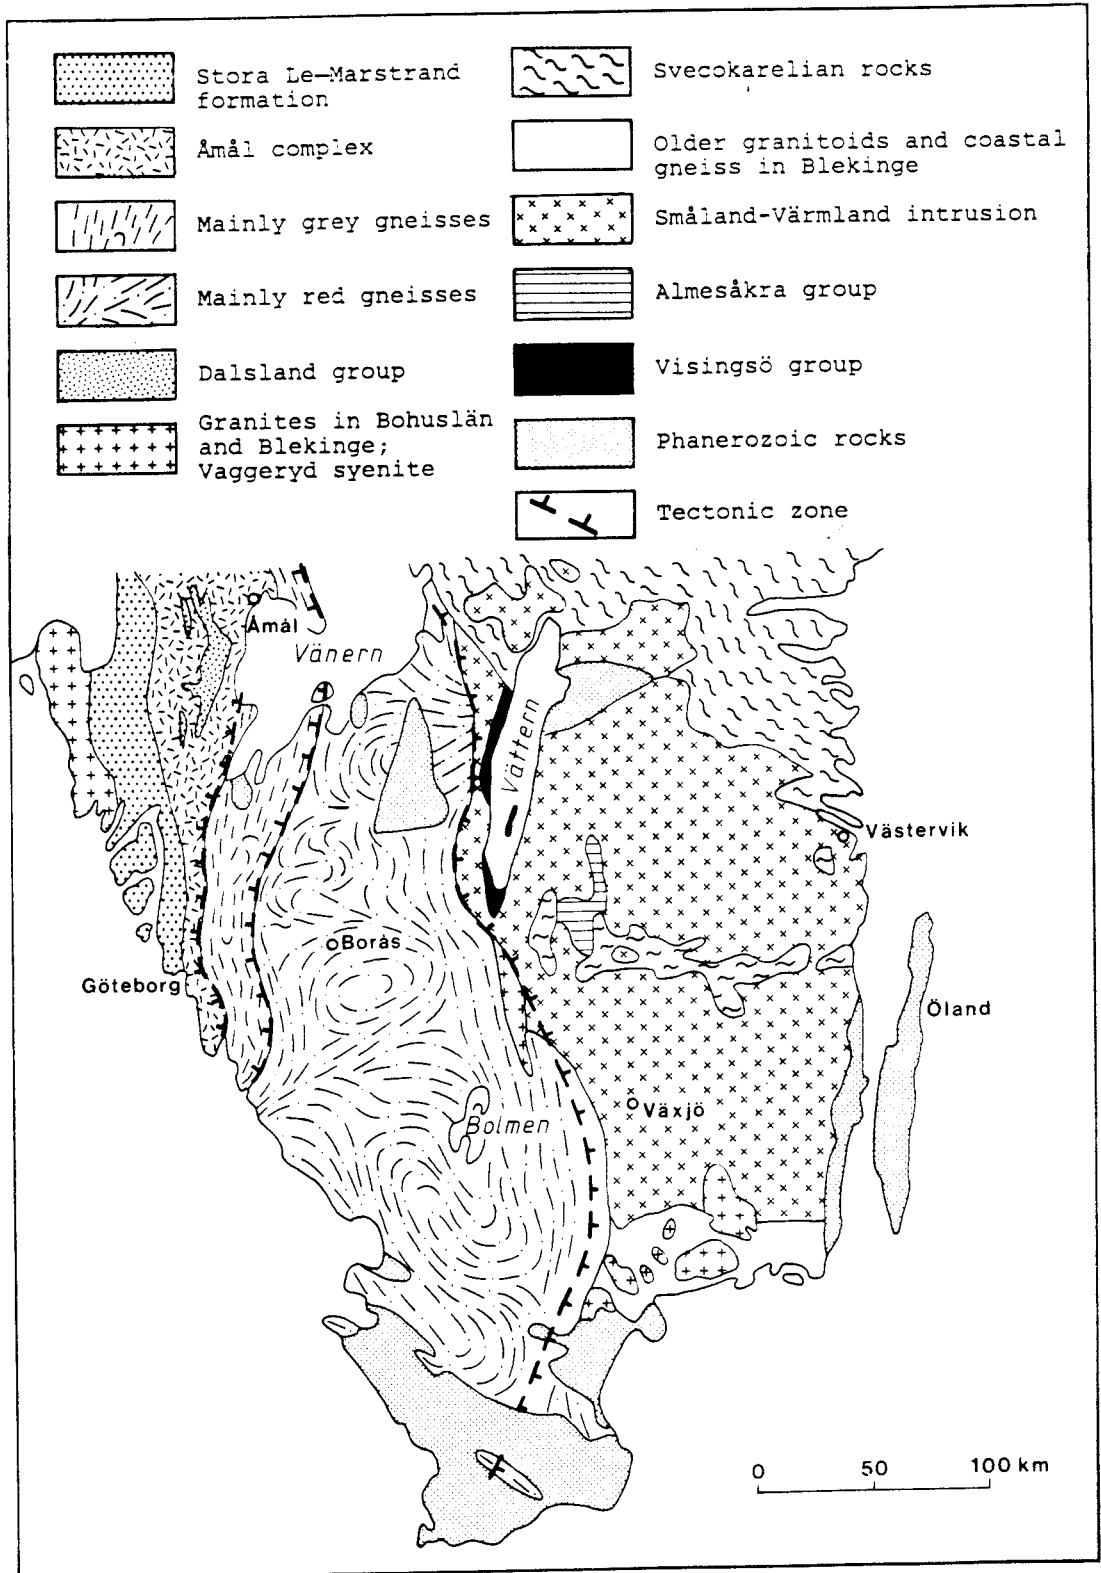 Stora Le-Marstrand
formation
Åmål complex
Mainly grey gneisses
Mainly red gneisses
Dalsland group
Granites in Bohuslän
and Blekinge;
Vaggeryd syenite
Svecokarelian rocks
Older granitoids and coastal
gneiss in Blekinge
Småland-Värmland intrusion
Almesåkra group
Visingsö group
Phanerozoic rocks
Tectonic zone
Åmål
Vänern
Vättern
Västervik
Borås
Göteborg
Öland
Växjö
Bolmen
0 50 100 km